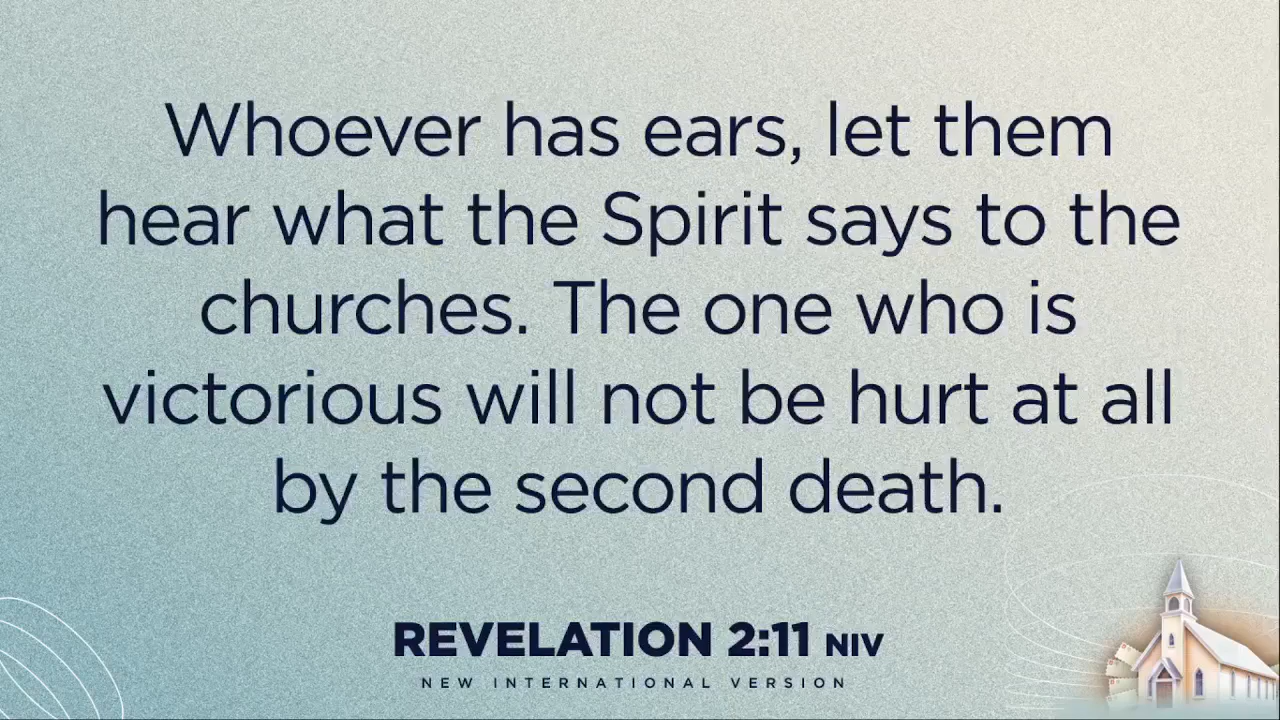 Whoever has ears, let them
hear what the Spirit says to the
churches. The one who is
victorious will not be hurt at all
by the second death.
REVELATION 2:11 NIV
NEW INTERNATIONAL VERSION